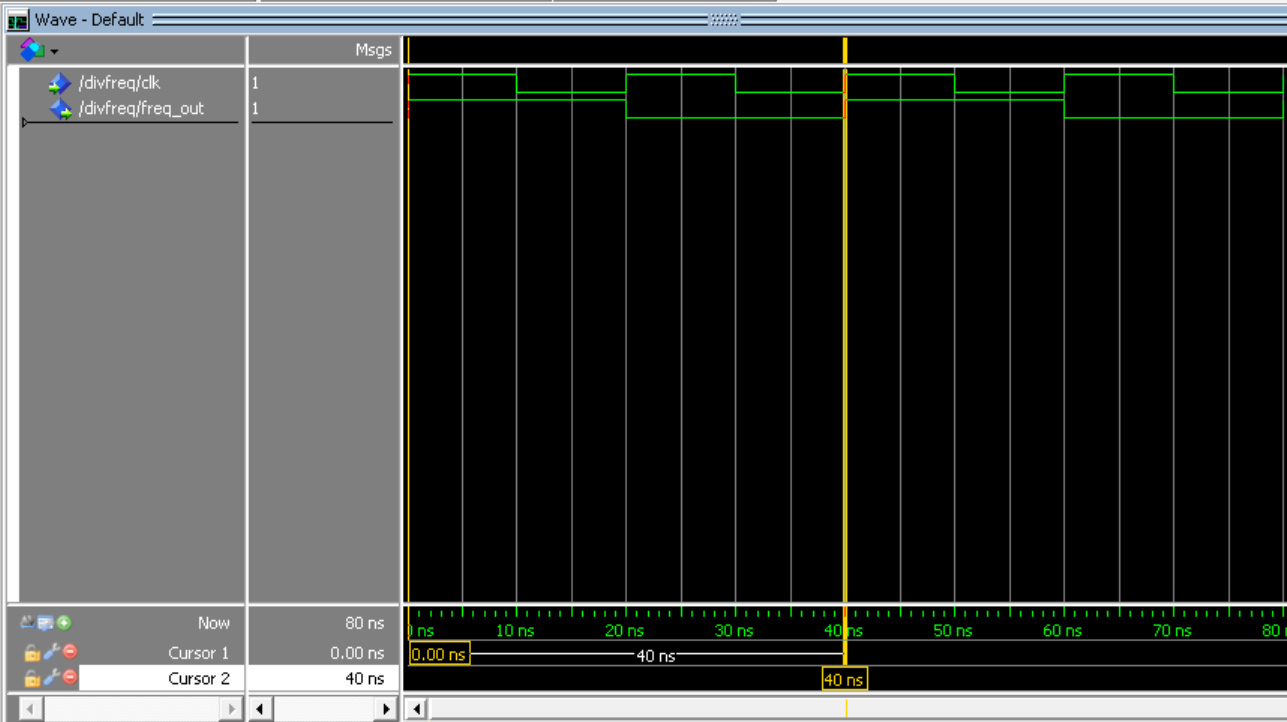 Wave - Default
Msgs
/divfreq/clk 1
/divfreq/freq_out 1
Now 80 ns
Cursor 1 0.00 ns
Cursor 2 40 ns
ns 10 ns 20 ns 30 ns 40 ns 50 ns 60 ns 70 ns 80
0.00 ns 40 ns
40 ns